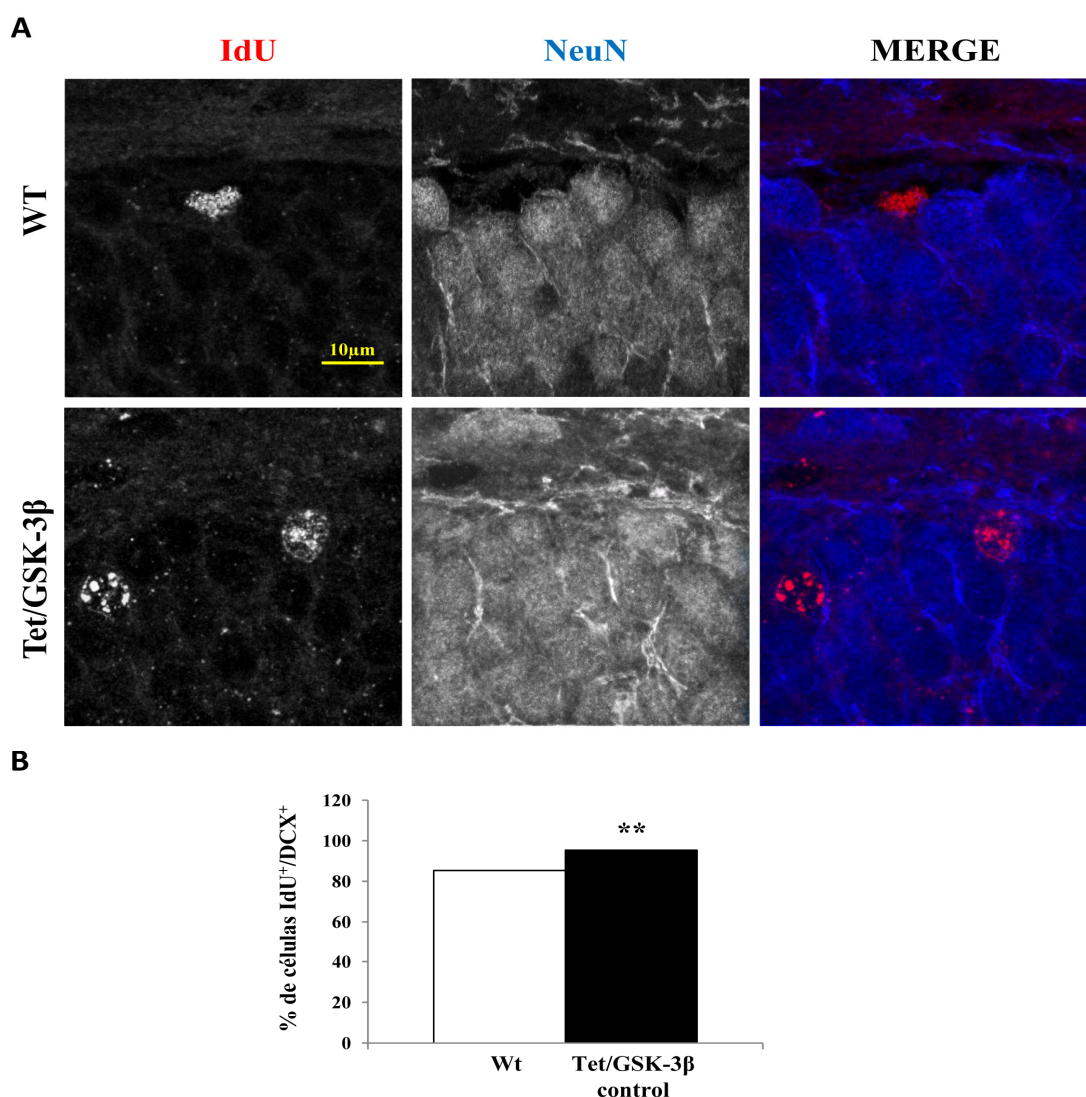 A
IdU
NeuN
MERGE
WT
10µm
Tet/GSK-3β
B
% de células IdU⁺/DCX⁺
120
100
80
60
40
20
0
**
Wt
Tet/GSK-3β
control